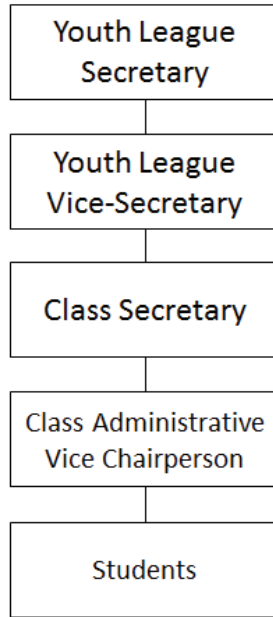 Youth League
Secretary
Youth League
Vice-Secretary
Class Secretary
Class Administrative
Vice Chairperson
Students